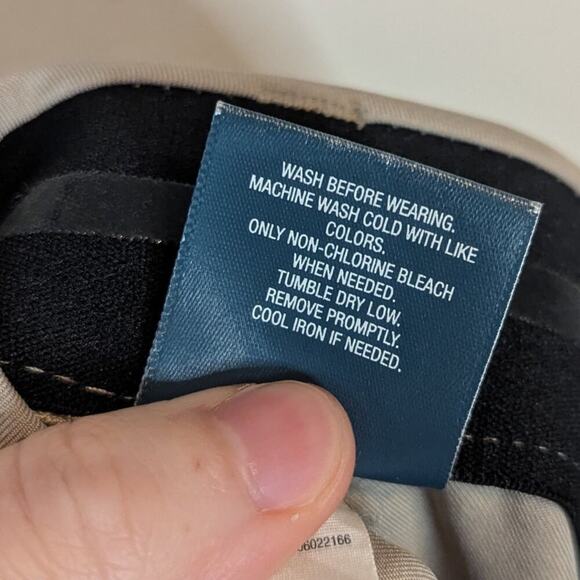 WASH BEFORE WEARING.
MACHINE WASH COLD WITH LIKE
COLORS.
ONLY NON-CHLORINE BLEACH
WHEN NEEDED.
TUMBLE DRY LOW.
REMOVE PROMPTLY.
COOL IRON IF NEEDED.
06022166